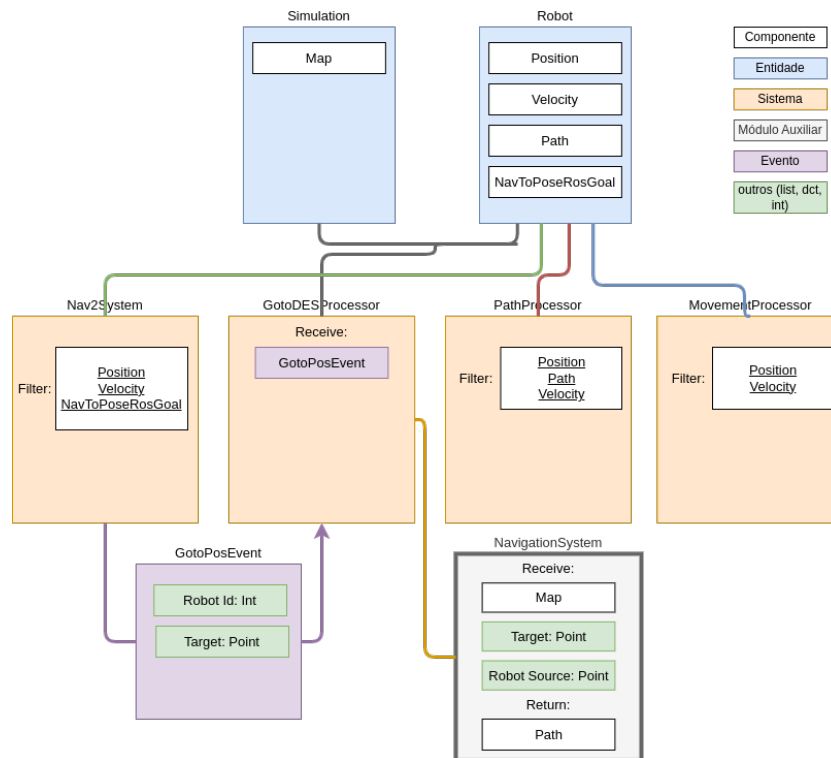 Simulation
Map
Robot
Position
Velocity
Path
NavToPoseRosGoal
Componente
Entidade
Sistema
Módulo Auxiliar
Evento
outros (list, dct,
int)
Nav2System
Filter:
Position
Velocity
NavToPoseRosGoal
GotoDESProcessor
Receive:
GotoPosEvent
PathProcessor
Filter:
Position
Path
Velocity
MovementProcessor
Filter:
Position
Velocity
GotoPosEvent
Robot Id: Int
Target: Point
NavigationSystem
Receive:
Map
Target: Point
Robot Source: Point
Return:
Path